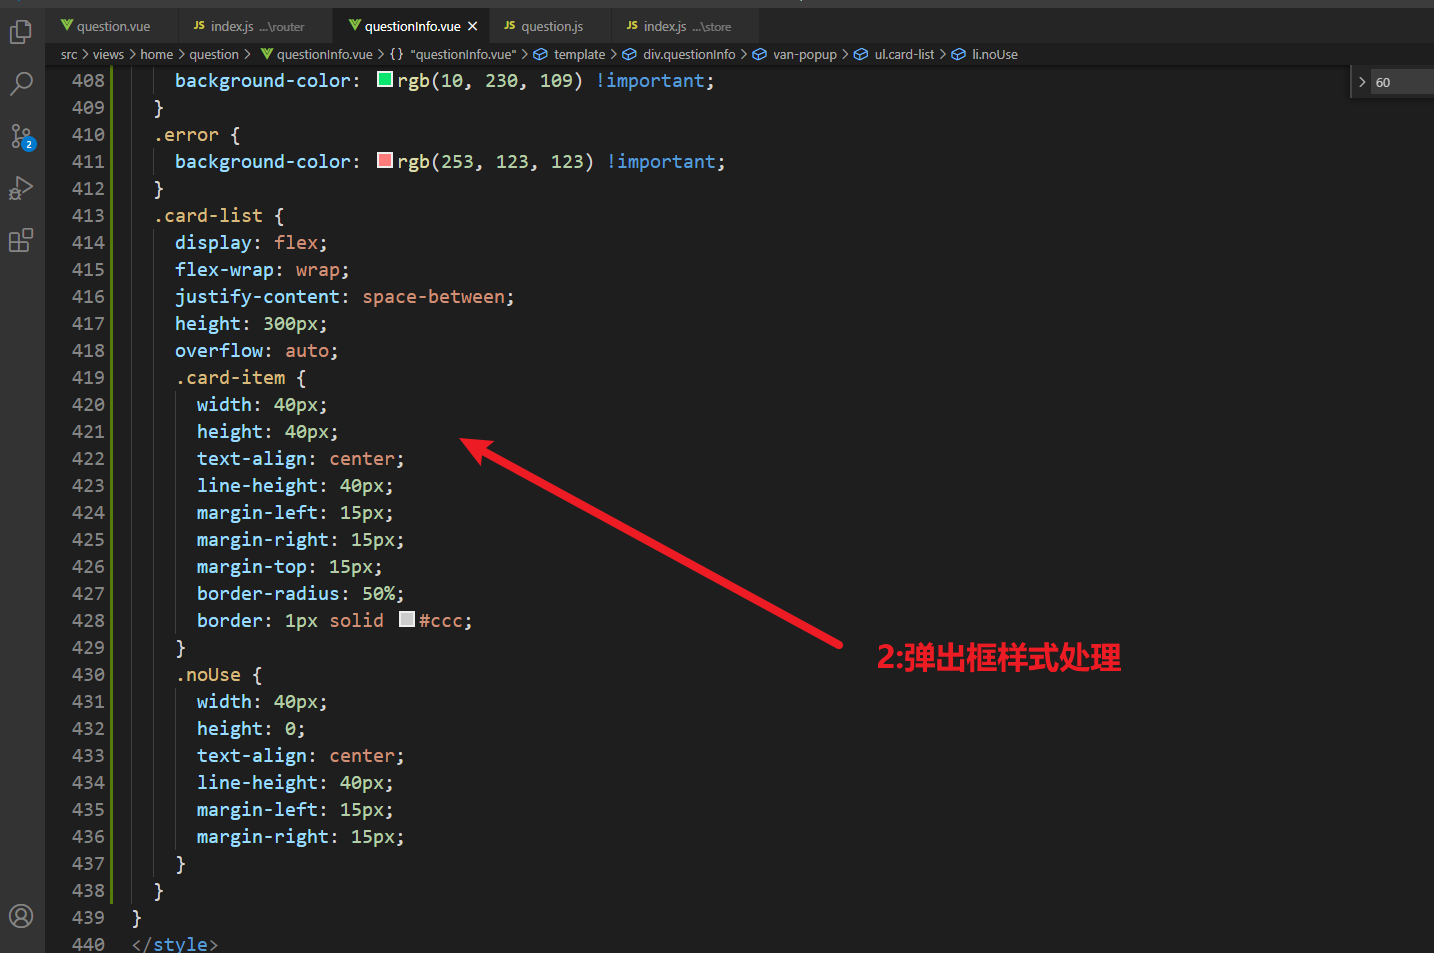 question.vue JS index.js ...\router questionInfo.vue JS question.js JS index.js ...\store
src > views > home > question > questionInfo.vue > {} "questionInfo.vue" > template > div.questionInfo > van-popup > ul.card-list > li.noUse
> 60
2
408 background-color: rgb(10, 230, 109) !important;
409 }
410 .error {
411 background-color: rgb(253, 123, 123) !important;
412 }
413 .card-list {
414 display: flex;
415 flex-wrap: wrap;
416 justify-content: space-between;
417 height: 300px;
418 overflow: auto;
419 .card-item {
420 width: 40px;
421 height: 40px;
422 text-align: center;
423 line-height: 40px;
424 margin-left: 15px;
425 margin-right: 15px;
426 margin-top: 15px;
427 border-radius: 50%;
428 border: 1px solid #ccc;
429 }
430 .noUse {
431 width: 40px;
432 height: 0;
433 text-align: center;
434 line-height: 40px;
435 margin-left: 15px;
436 margin-right: 15px;
437 }
438 }
439 }
440 </style>
2:弹出框样式处理